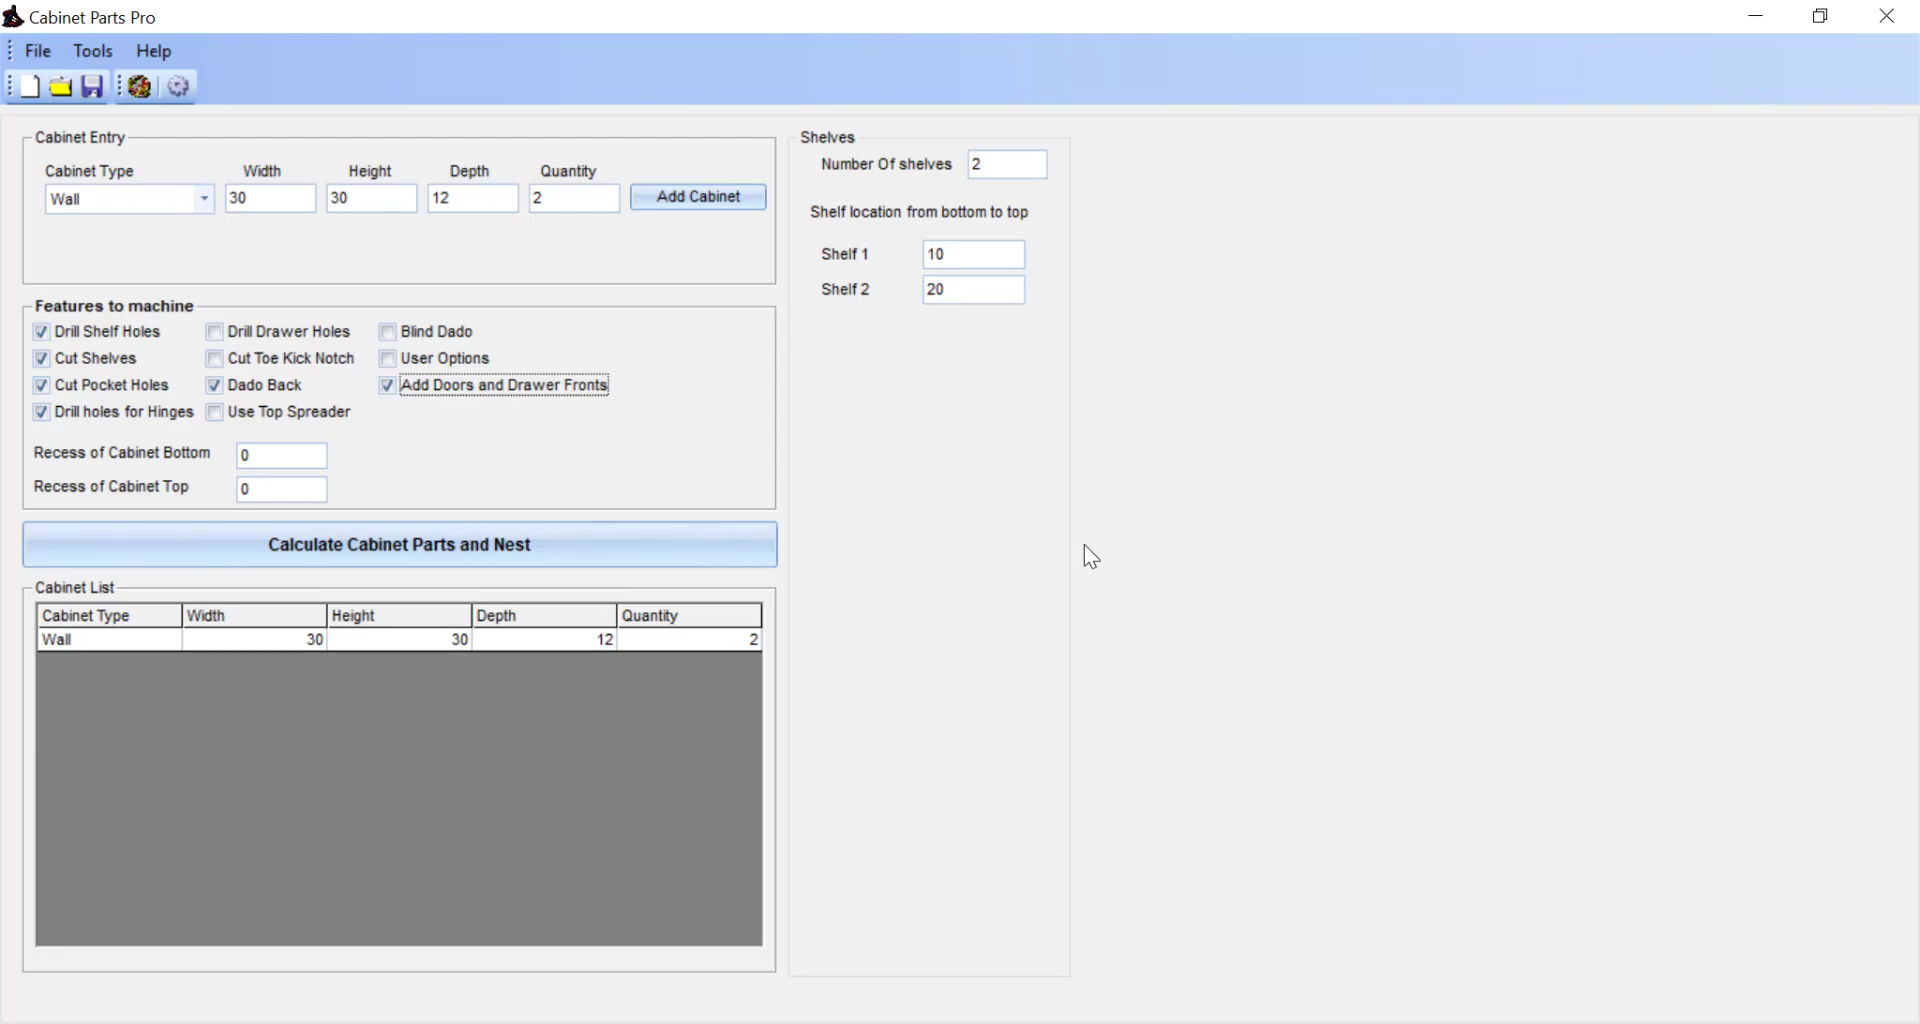 Cabinet Parts Pro
File Tools Help
Cabinet Entry
Cabinet Type Width Height Depth Quantity
Wall 30 30 12 2 Add Cabinet
Features to machine
Drill Shelf Holes Drill Drawer Holes Blind Dado
Cut Shelves Cut Toe Kick Notch User Options
Cut Pocket Holes Dado Back Add Doors and Drawer Fronts
Drill holes for Hinges Use Top Spreader
Recess of Cabinet Bottom 0
Recess of Cabinet Top 0
Calculate Cabinet Parts and Nest
Cabinet List
Cabinet Type Width Height Depth Quantity
Wall 30 30 12 2
Shelves
Number Of shelves 2
Shelf location from bottom to top
Shelf 1 10
Shelf 2 20